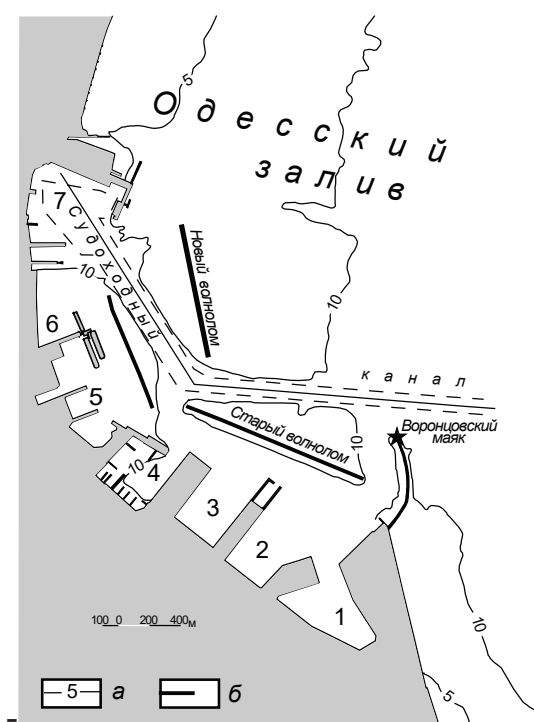 5
Одесский
залив
7
Судоходный
10
Новый волнолом
10
6
канал
5
Старый волнолом
10
Воронцовский
маяк
10
4
3
2
1
10
100 0 200 400м
5
5 а б